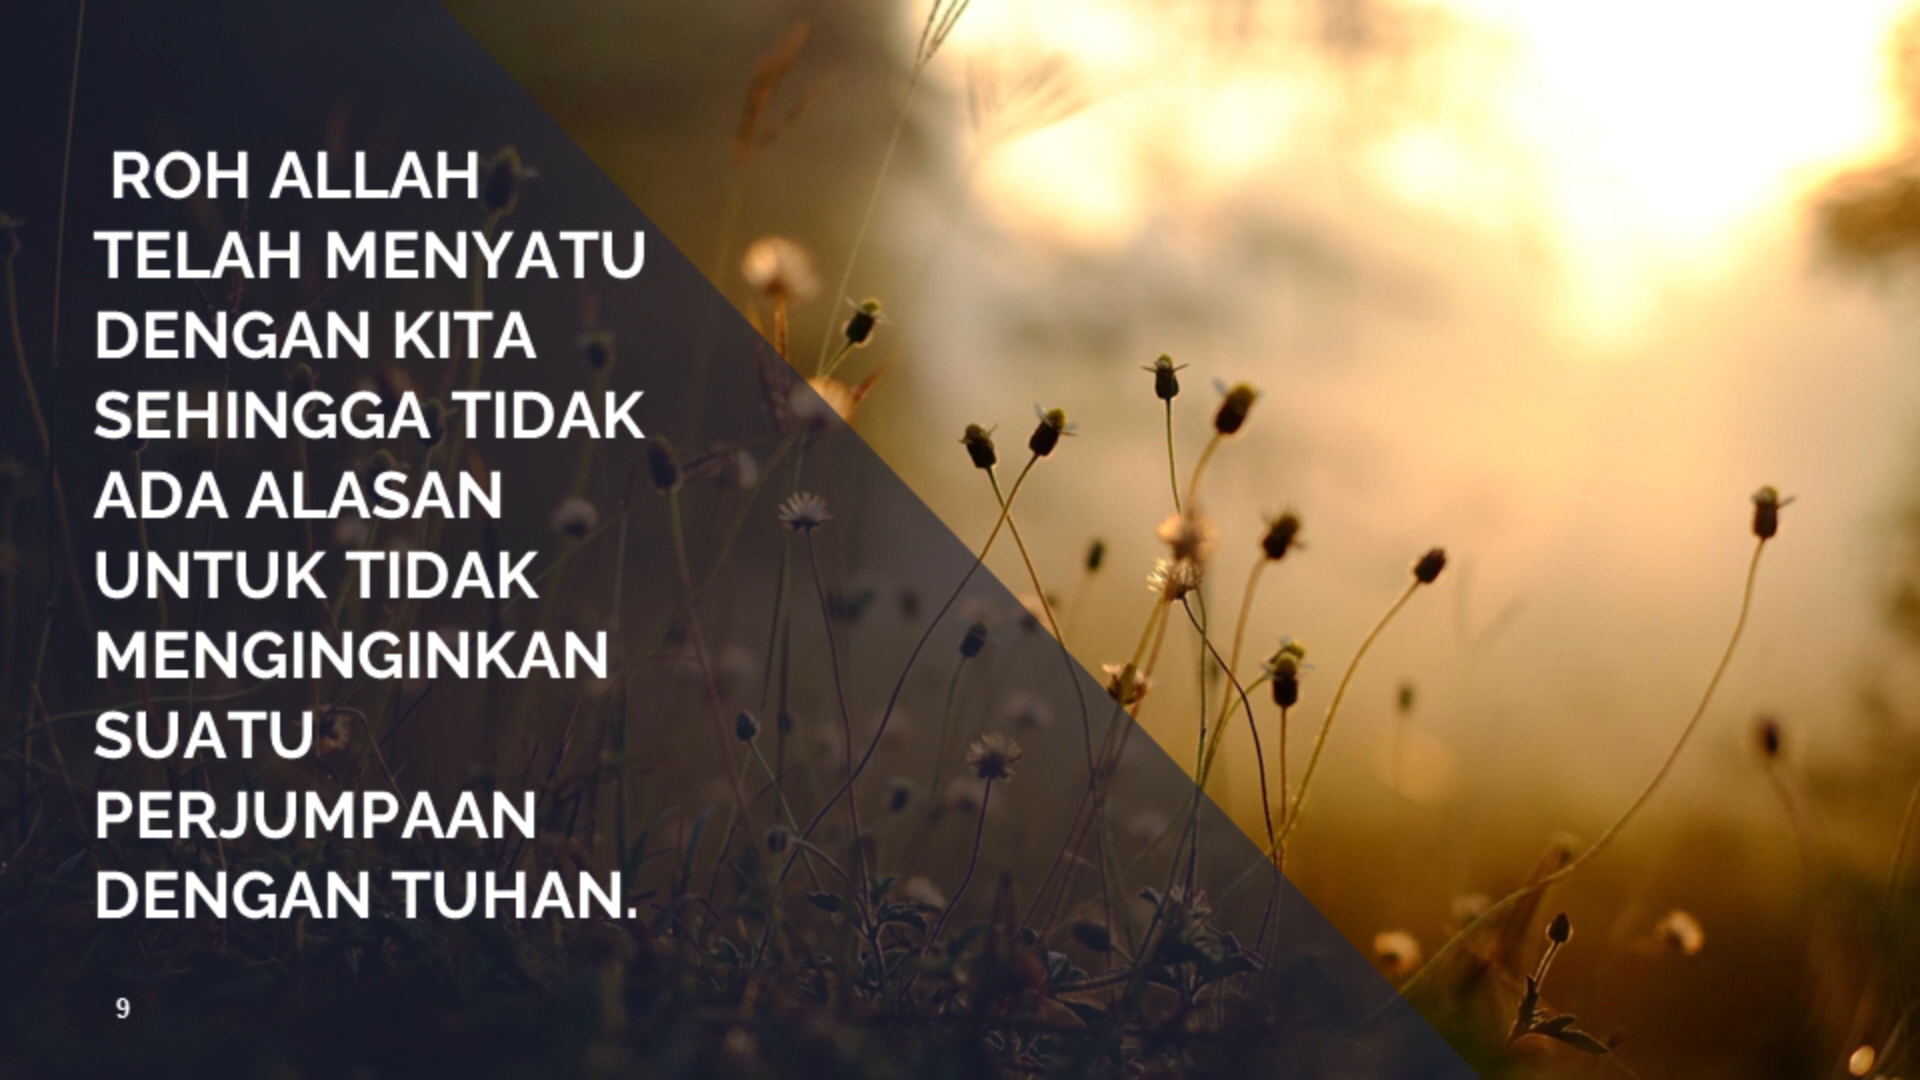 ROH ALLAH
TELAH MENYATU
DENGAN KITA
SEHINGGA TIDAK
ADA ALASAN
UNTUK TIDAK
MENGINGINKAN
SUATU
PERJUMPAAN
DENGAN TUHAN.
9